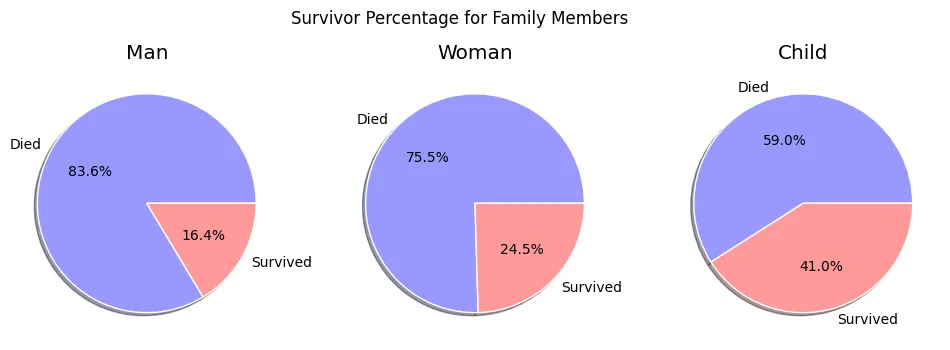 Survivor Percentage for Family Members
Man
Died
83.6%
16.4%
Survived
Woman
Died
75.5%
24.5%
Survived
Child
Died
59.0%
41.0%
Survived